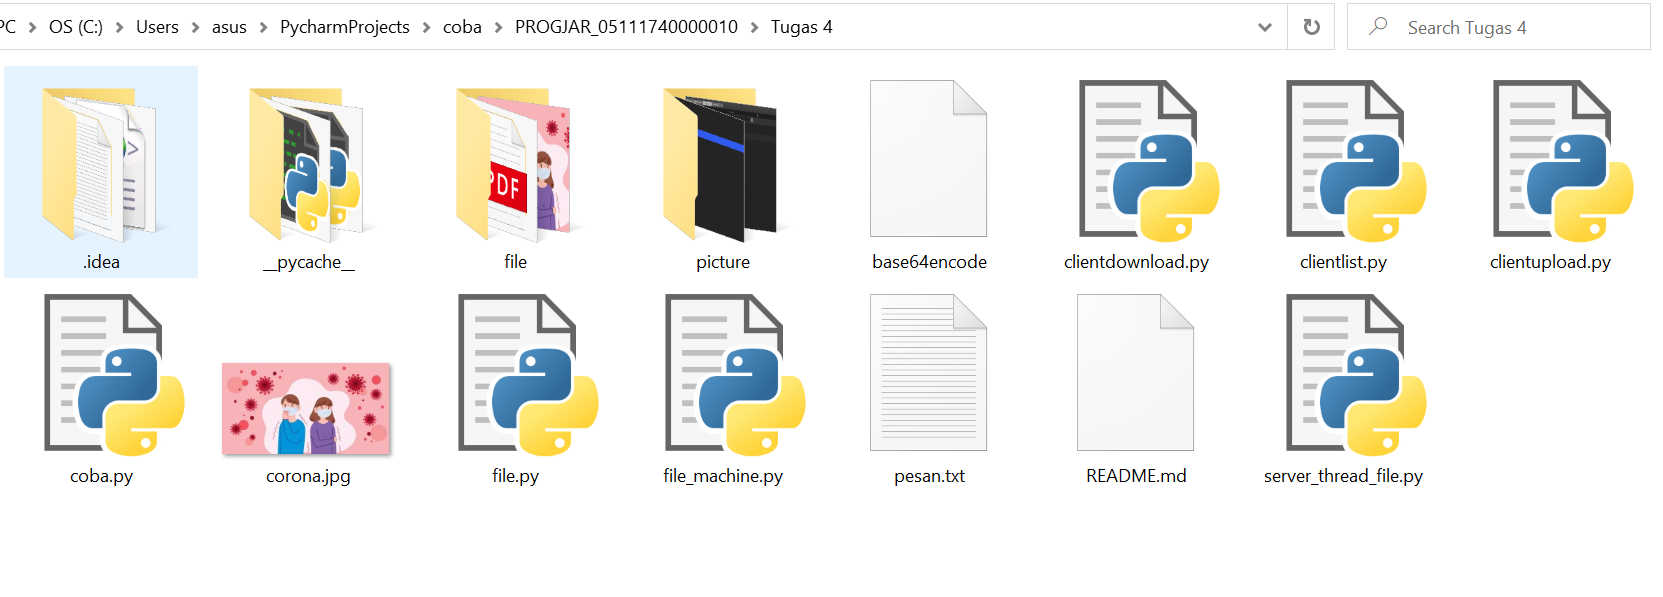 PC > OS (C:) > Users > asus > PycharmProjects > coba > PROGJAR_05111740000010 > Tugas 4
Search Tugas 4
PDF
.idea
__pycache__
file
picture
base64encode
clientdownload.py
clientlist.py
clientupload.py
coba.py
corona.jpg
file.py
file_machine.py
pesan.txt
README.md
server_thread_file.py